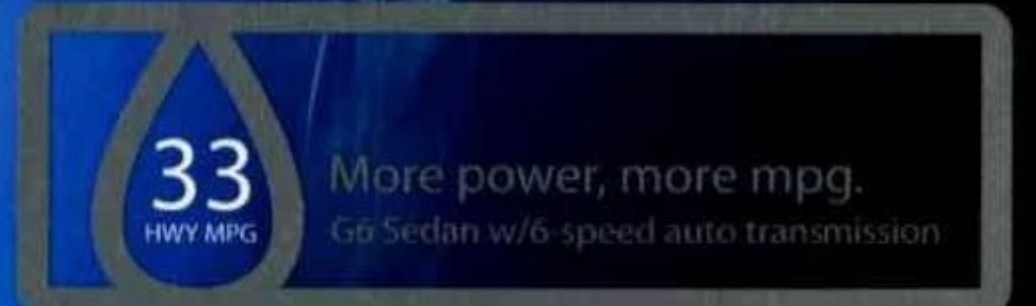 33
HWY MPG
More power, more mpg.
G6 Sedan w/6-speed auto transmission